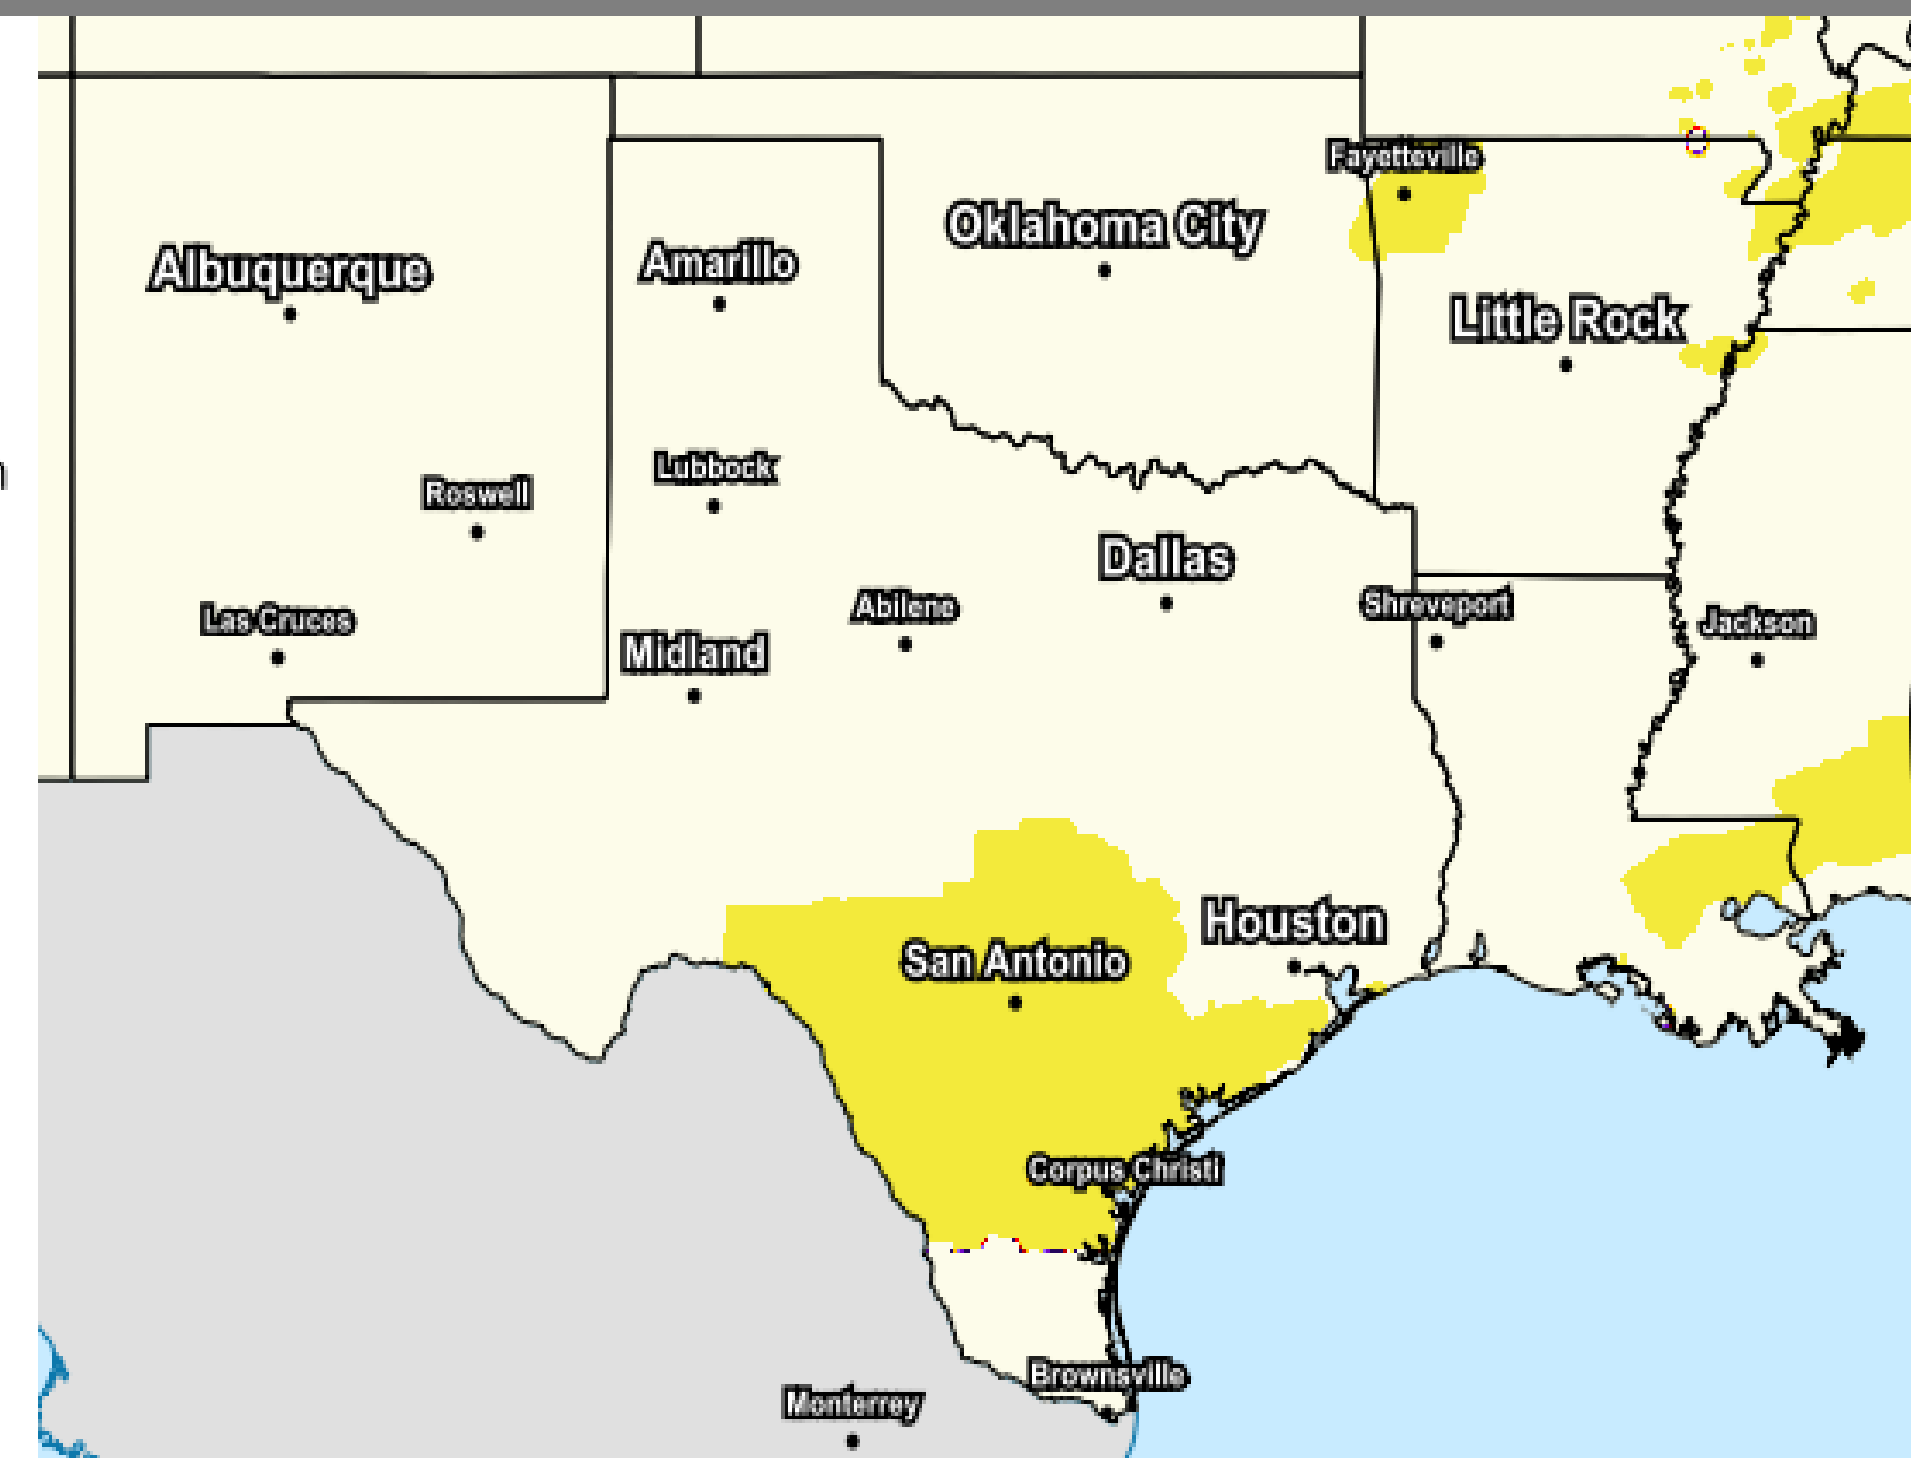 Fayetteville
Oklahoma City
Albuquerque
Amarillo
Little Rock
Lubbock
Roswell
Dallas
Abilene
Shreveport
Las Cruces
Jackson
Midland
Houston
San Antonio
Corpus Christi
Brownsville
Monterrey